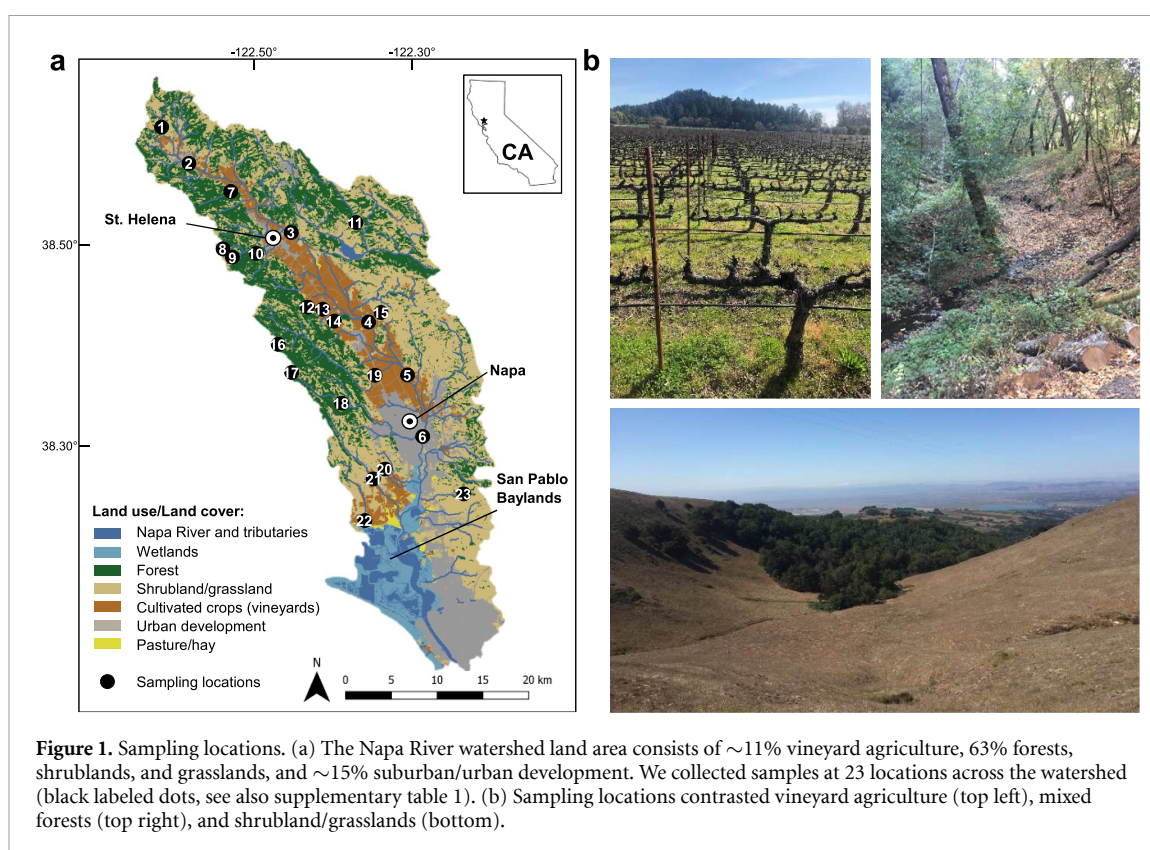 a
b
-122.50°
-122.30°
CA
1
2
7
St. Helena
3
11
38.50°
8
9
10
12
13
14
4
15
16
17
19
5
Napa
18
6
38.30°
20
21
San Pablo
Baylands
23
22
Land use/Land cover:
Napa River and tributaries
Wetlands
Forest
Shrubland/grassland
Cultivated crops (vineyards)
Urban development
Pasture/hay
Sampling locations
N
0 5 10 15 20 km
Figure 1. Sampling locations. (a) The Napa River watershed land area consists of ∼11% vineyard agriculture, 63% forests,
shrublands, and grasslands, and ∼15% suburban/urban development. We collected samples at 23 locations across the watershed
(black labeled dots, see also supplementary table 1). (b) Sampling locations contrasted vineyard agriculture (top left), mixed
forests (top right), and shrubland/grasslands (bottom).